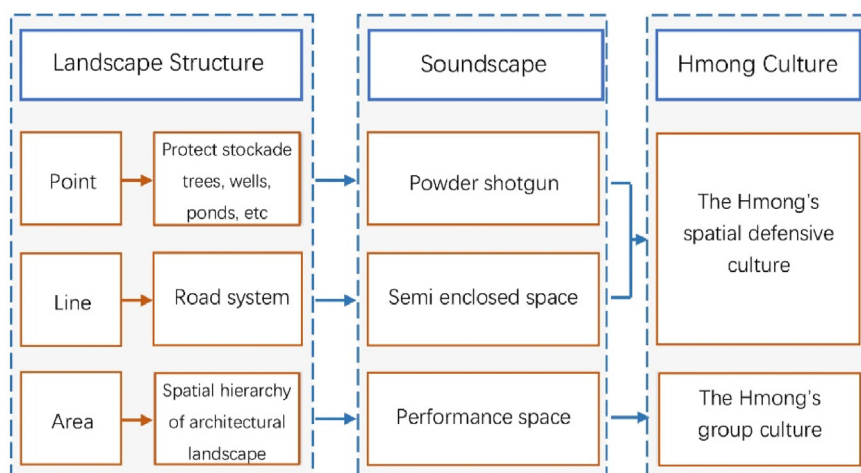 Landscape Structure
Soundscape
Hmong Culture
Point
Protect stockade
trees, wells,
ponds, etc
Powder shotgun
The Hmong's
spatial defensive
culture
Line
Road system
Semi enclosed space
Area
Spatial hierarchy
of architectural
landscape
Performance space
The Hmong's
group culture